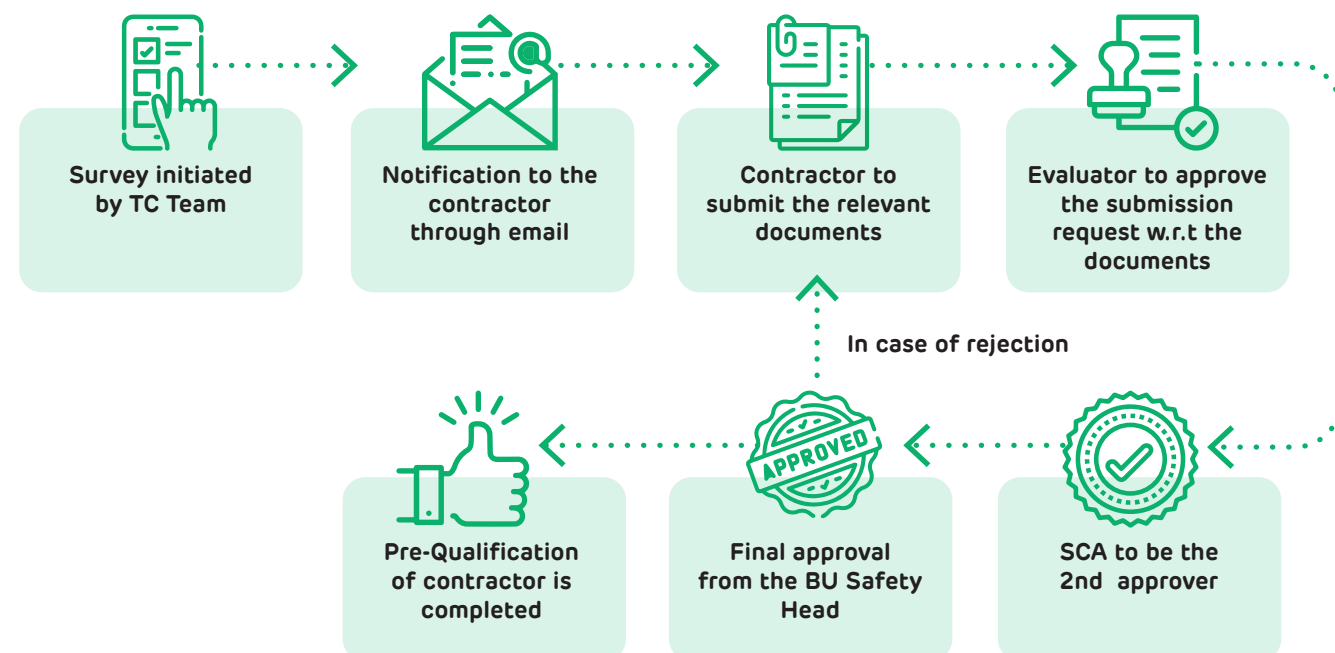 Survey initiated
by TC Team
Notification to the
contractor
through email
Contractor to
submit the relevant
documents
Evaluator to approve
the submission
request w.r.t the
documents
In case of rejection
SCA to be the
2nd approver
APPROVED
Final approval
from the BU Safety
Head
Pre-Qualification
of contractor is
completed